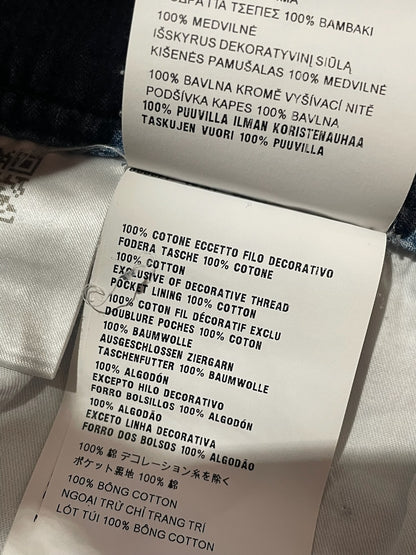 ΤΣΕΠΕΣ 100% ΒΑΜΒΑΚΙ
100% MEDVILNĖ
IŠSKYRUS DEKORATYVINĮ SIŪLĄ
KIŠENĖS PAMUŠALAS 100% MEDVILNĖ
100% BAVLNA KROMĚ VYŠÍVACÍ NITĚ
PODŠÍVKA KAPES 100% BAVLNA
100% PUUVILLA ILMAN KORISTENAUHAA
TASKUJEN VUORI 100% PUUVILLA
100% COTONE ECCETTO FILO DECORATIVO
FODERA TASCHE 100% COTONE
100% COTTON
EXCLUSIVE OF DECORATIVE THREAD
POCKET LINING 100% COTTON
100% COTON FIL DÉCORATIF EXCLU
DOUBLURE POCHES 100% COTON
100% BAUMWOLLE
AUSGESCHLOSSEN ZIERGARN
TASCHENFUTTER 100% BAUMWOLLE
100% ALGODÓN
EXCEPTO HILO DECORATIVO
FORRO BOLSILLOS 100% ALGODÓN
100% ALGODÃO
EXCETO LINHA DECORATIVA
FORRO DOS BOLSOS 100% ALGODÃO
100% 綿 デコレーション糸を除く
ポケット裏地 100% 綿
100% BÔNG COTTON
NGOẠI TRỪ CHỈ TRANG TRÍ
LÓT TÚI 100% BÔNG COTTON